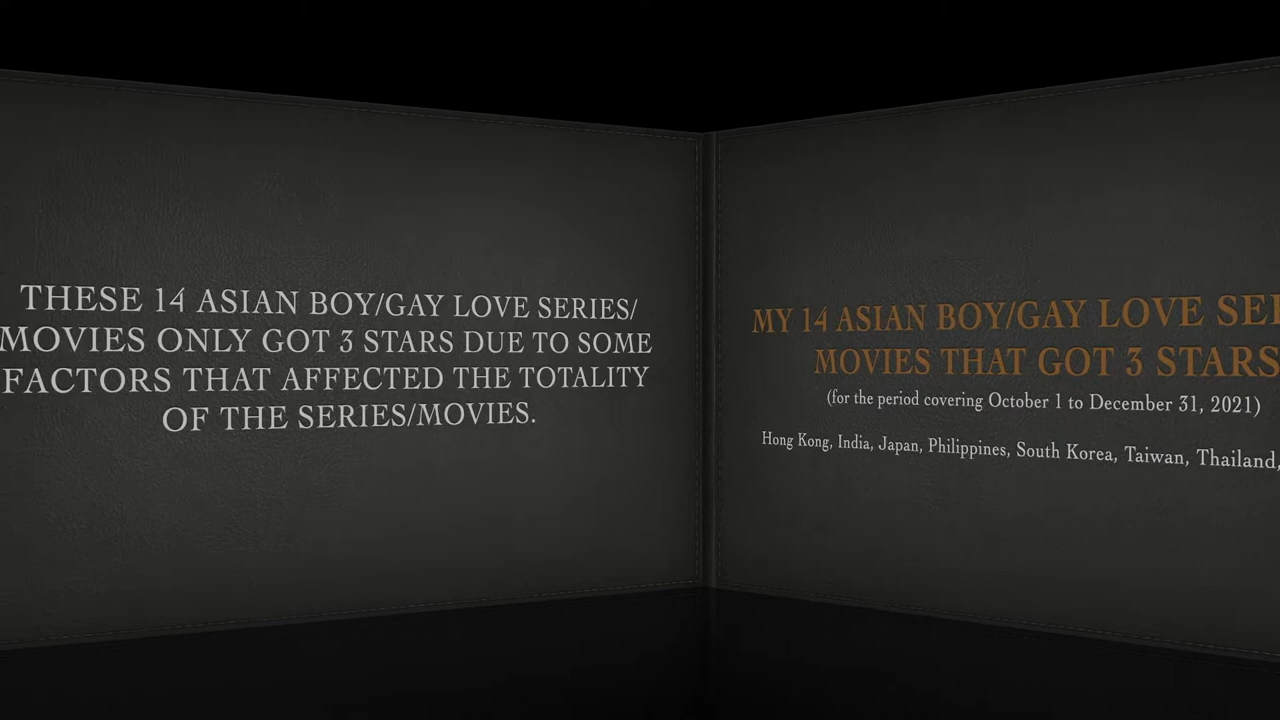 THESE 14 ASIAN BOY/GAY LOVE SERIES/
MOVIES ONLY GOT 3 STARS DUE TO SOME
FACTORS THAT AFFECTED THE TOTALITY
OF THE SERIES/MOVIES.
MY 14 ASIAN BOY/GAY LOVE
MOVIES THAT GOT 3 STARS
(for the period covering October 1 to December 31, 2021)
Hong Kong, India, Japan, Philippines, South Korea, Taiwan, Thailand,